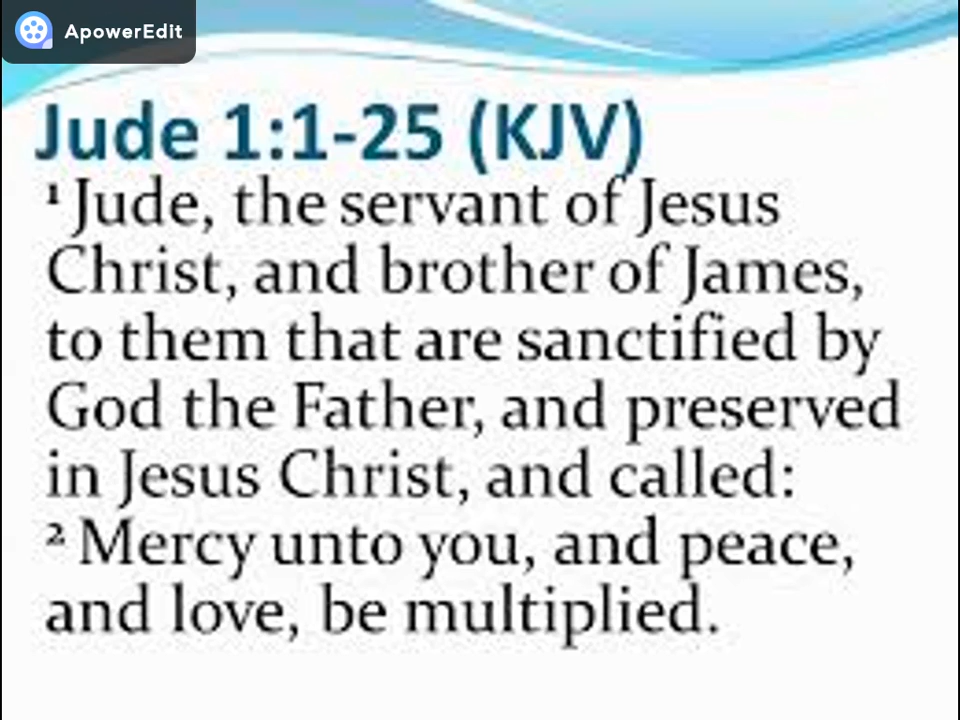 ApowerEdit
Jude 1:1-25 (KJV)
¹ Jude, the servant of Jesus
Christ, and brother of James,
to them that are sanctified by
God the Father, and preserved
in Jesus Christ, and called:
² Mercy unto you, and peace,
and love, be multiplied.